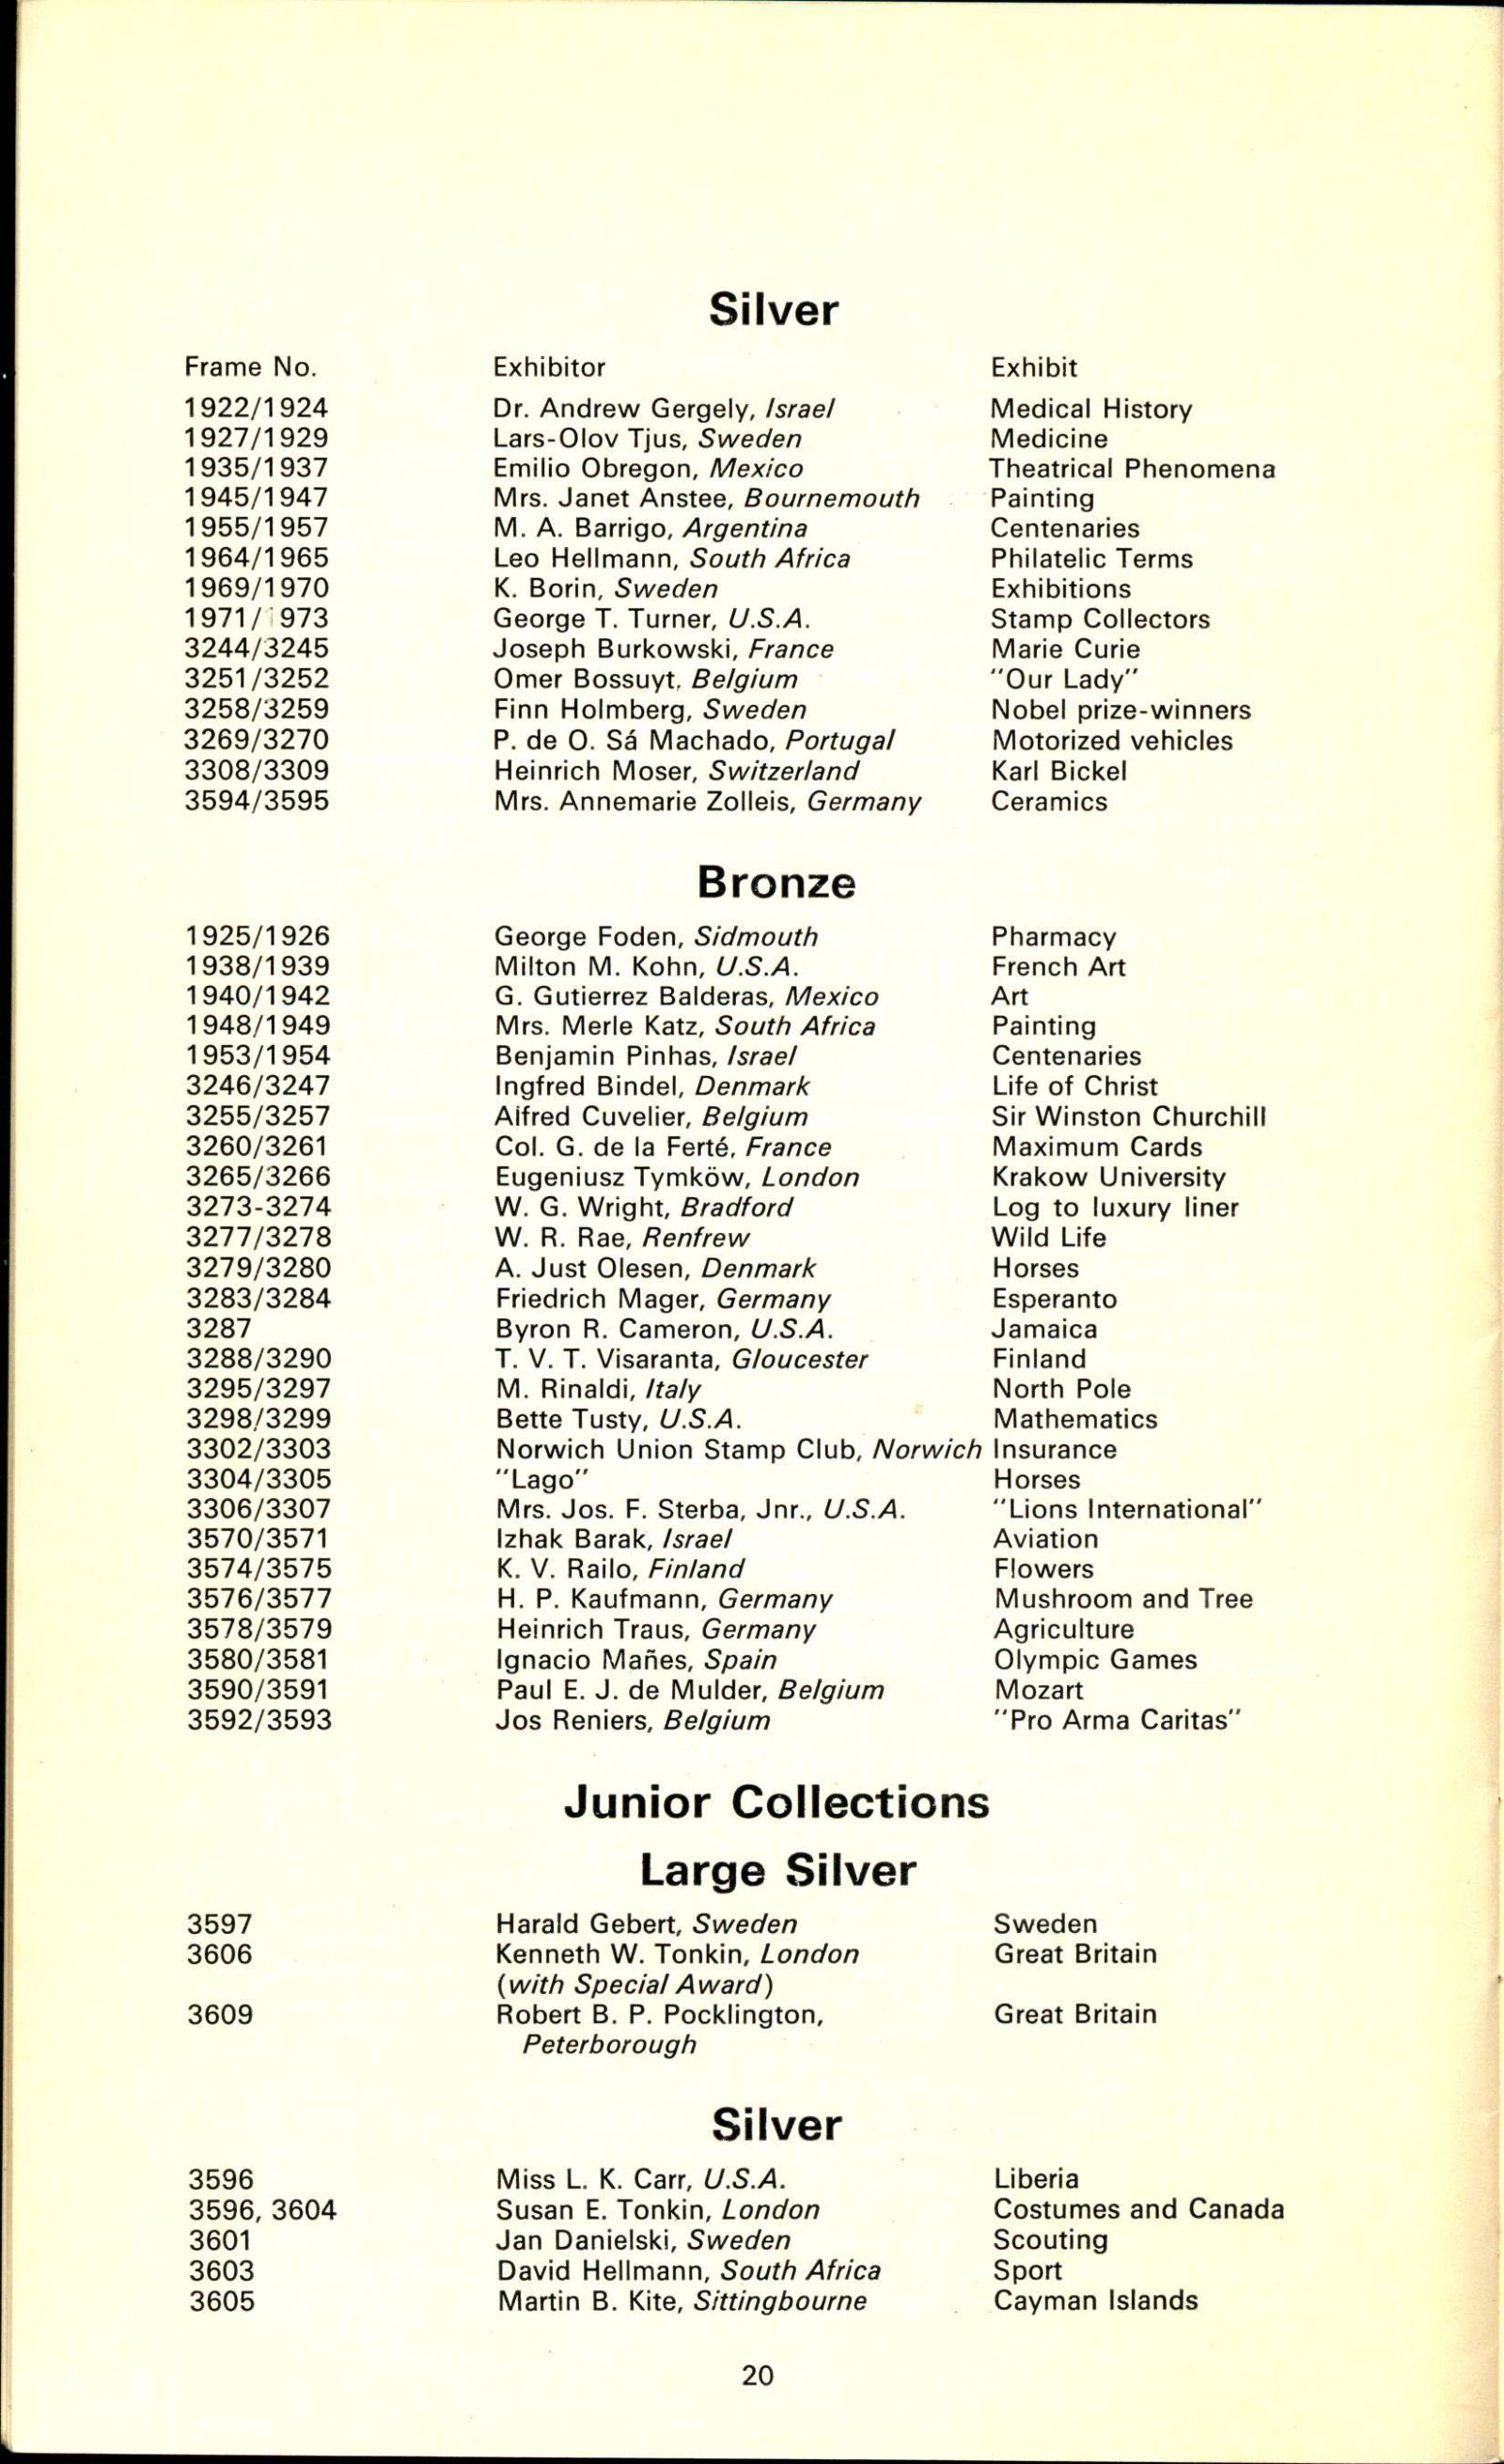 Silver
Frame No. Exhibitor Exhibit
1922/1924 Dr. Andrew Gergely, Israel Medical History
1927/1929 Lars-Olov Tjus, Sweden Medicine
1935/1937 Emilio Obregon, Mexico Theatrical Phenomena
1945/1947 Mrs. Janet Anstee, Bournemouth Painting
1955/1957 M. A. Barrigo, Argentina Centenaries
1964/1965 Leo Hellmann, South Africa Philatelic Terms
1969/1970 K. Borin, Sweden Exhibitions
1971/1973 George T. Turner, U.S.A. Stamp Collectors
3244/3245 Joseph Burkowski, France Marie Curie
3251/3252 Omer Bossuyt, Belgium "Our Lady"
3258/3259 Finn Holmberg, Sweden Nobel prize-winners
3269/3270 P. de O. Sá Machado, Portugal Motorized vehicles
3308/3309 Heinrich Moser, Switzerland Karl Bickel
3594/3595 Mrs. Annemarie Zolleis, Germany Ceramics
Bronze
1925/1926 George Foden, Sidmouth Pharmacy
1938/1939 Milton M. Kohn, U.S.A. French Art
1940/1942 G. Gutierrez Balderas, Mexico Art
1948/1949 Mrs. Merle Katz, South Africa Painting
1953/1954 Benjamin Pinhas, Israel Centenaries
3246/3247 Ingfred Bindel, Denmark Life of Christ
3255/3257 Alfred Cuvelier, Belgium Sir Winston Churchill
3260/3261 Col. G. de la Ferté, France Maximum Cards
3265/3266 Eugeniusz Tymköw, London Krakow University
3273-3274 W. G. Wright, Bradford Log to luxury liner
3277/3278 W. R. Rae, Renfrew Wild Life
3279/3280 A. Just Olesen, Denmark Horses
3283/3284 Friedrich Mager, Germany Esperanto
3287 Byron R. Cameron, U.S.A. Jamaica
3288/3290 T. V. T. Visaranta, Gloucester Finland
3295/3297 M. Rinaldi, Italy North Pole
3298/3299 Bette Tusty, U.S.A. Mathematics
3302/3303 Norwich Union Stamp Club, Norwich Insurance
3304/3305 "Lago" Horses
3306/3307 Mrs. Jos. F. Sterba, Jnr., U.S.A. "Lions International"
3570/3571 Izhak Barak, Israel Aviation
3574/3575 K. V. Railo, Finland Flowers
3576/3577 H. P. Kaufmann, Germany Mushroom and Tree
3578/3579 Heinrich Traus, Germany Agriculture
3580/3581 Ignacio Mañes, Spain Olympic Games
3590/3591 Paul E. J. de Mulder, Belgium Mozart
3592/3593 Jos Reniers, Belgium "Pro Arma Caritas"
Junior Collections
Large Silver
3597 Harald Gebert, Sweden Sweden
3606 Kenneth W. Tonkin, London Great Britain
(with Special Award)
3609 Robert B. P. Pocklington, Great Britain
Peterborough
Silver
3596 Miss L. K. Carr, U.S.A. Liberia
3596, 3604 Susan E. Tonkin, London Costumes and Canada
3601 Jan Danielski, Sweden Scouting
3603 David Hellmann, South Africa Sport
3605 Martin B. Kite, Sittingbourne Cayman Islands
20